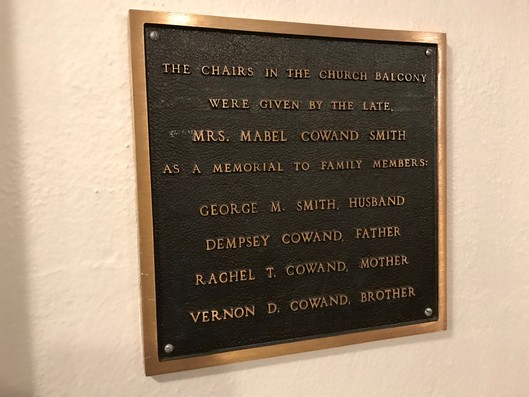 THE CHAIRS IN THE CHURCH BALCONY
WERE GIVEN BY THE LATE,
MRS. MABEL COWAND SMITH
AS A MEMORIAL TO FAMILY MEMBERS:
GEORGE M. SMITH, HUSBAND
DEMPSEY COWAND, FATHER
RACHEL T. COWAND, MOTHER
VERNON D. COWAND, BROTHER